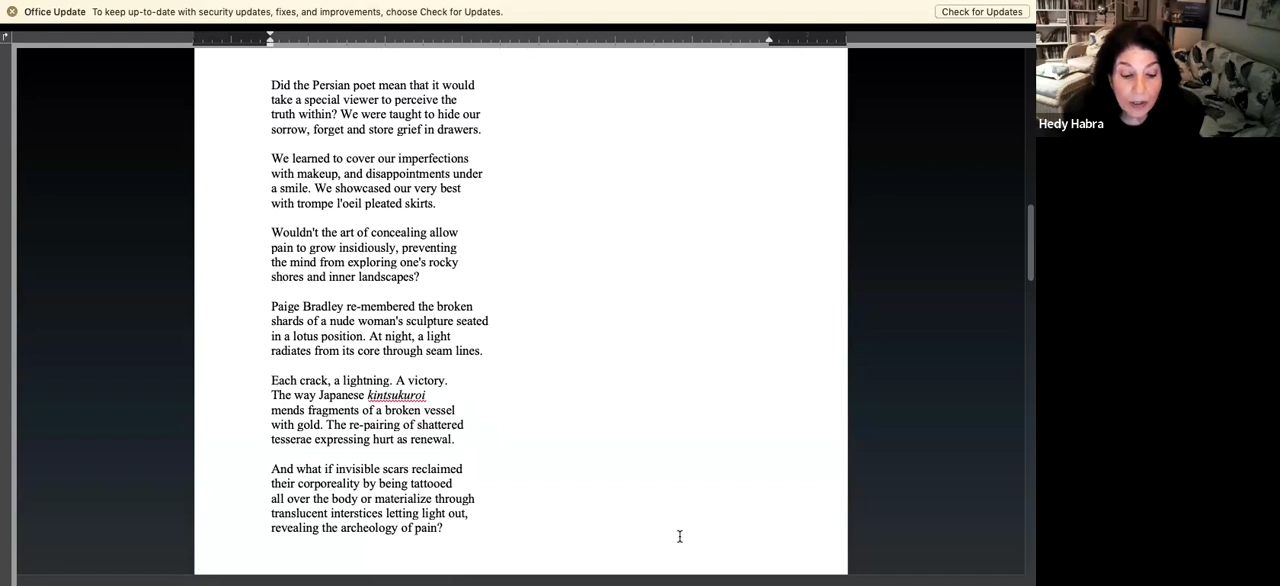 Office Update To keep up-to-date with security updates, fixes, and improvements, choose Check for Updates.
Check for Updates
Hedy Habra
Did the Persian poet mean that it would
take a special viewer to perceive the
truth within? We were taught to hide our
sorrow, forget and store grief in drawers.
We learned to cover our imperfections
with makeup, and disappointments under
a smile. We showcased our very best
with trompe l'oeil pleated skirts.
Wouldn't the art of concealing allow
pain to grow insidiously, preventing
the mind from exploring one's rocky
shores and inner landscapes?
Paige Bradley re-membered the broken
shards of a nude woman's sculpture seated
in a lotus position. At night, a light
radiates from its core through seam lines.
Each crack, a lightning. A victory.
The way Japanese kintsukuroi
mends fragments of a broken vessel
with gold. The re-pairing of shattered
tesserae expressing hurt as renewal.
And what if invisible scars reclaimed
their corporeality by being tattooed
all over the body or materialize through
translucent interstices letting light out,
revealing the archeology of pain?